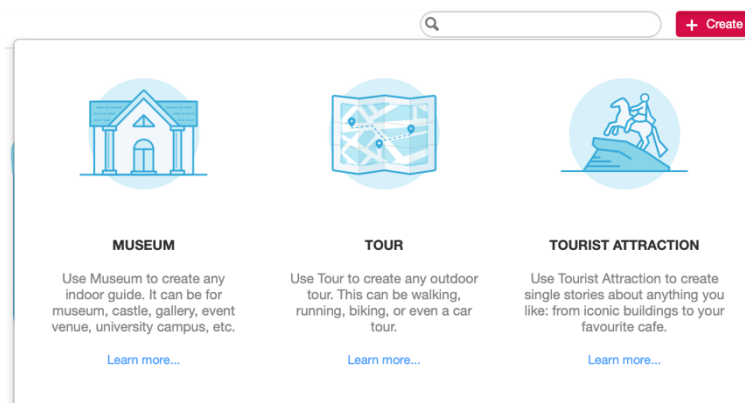 + Create
MUSEUM
Use Museum to create any
indoor guide. It can be for
museum, castle, gallery, event
venue, university campus, etc.
Learn more...
TOUR
Use Tour to create any outdoor
tour. This can be walking,
running, biking, or even a car
tour.
Learn more...
TOURIST ATTRACTION
Use Tourist Attraction to create
single stories about anything you
like: from iconic buildings to your
favourite cafe.
Learn more...